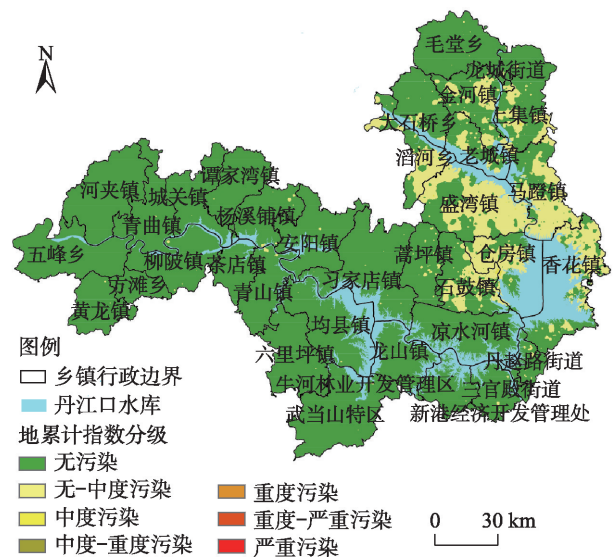 N
毛堂乡
龙城街道
金河镇
上集镇
大石桥乡
滔河乡
老城镇
马蹬镇
盛湾镇
谭家湾镇
河夹镇
城关镇
杨溪铺镇
青曲镇
安阳镇
五峰乡
柳陂镇
茶店镇
方滩乡
青山镇
黄龙镇
蒿坪镇
仓房镇
香花镇
习家店镇
石鼓镇
均县镇
凉水河镇
六里坪镇
龙山镇
丹赵路街道
牛河林业开发管理区
三官殿街道
武当山特区
新港经济开发管理处
图例
乡镇行政边界
丹江口水库
地累计指数分级
无污染
无-中度污染
中度污染
中度-重度污染
重度污染
重度-严重污染
严重污染
0 30 km